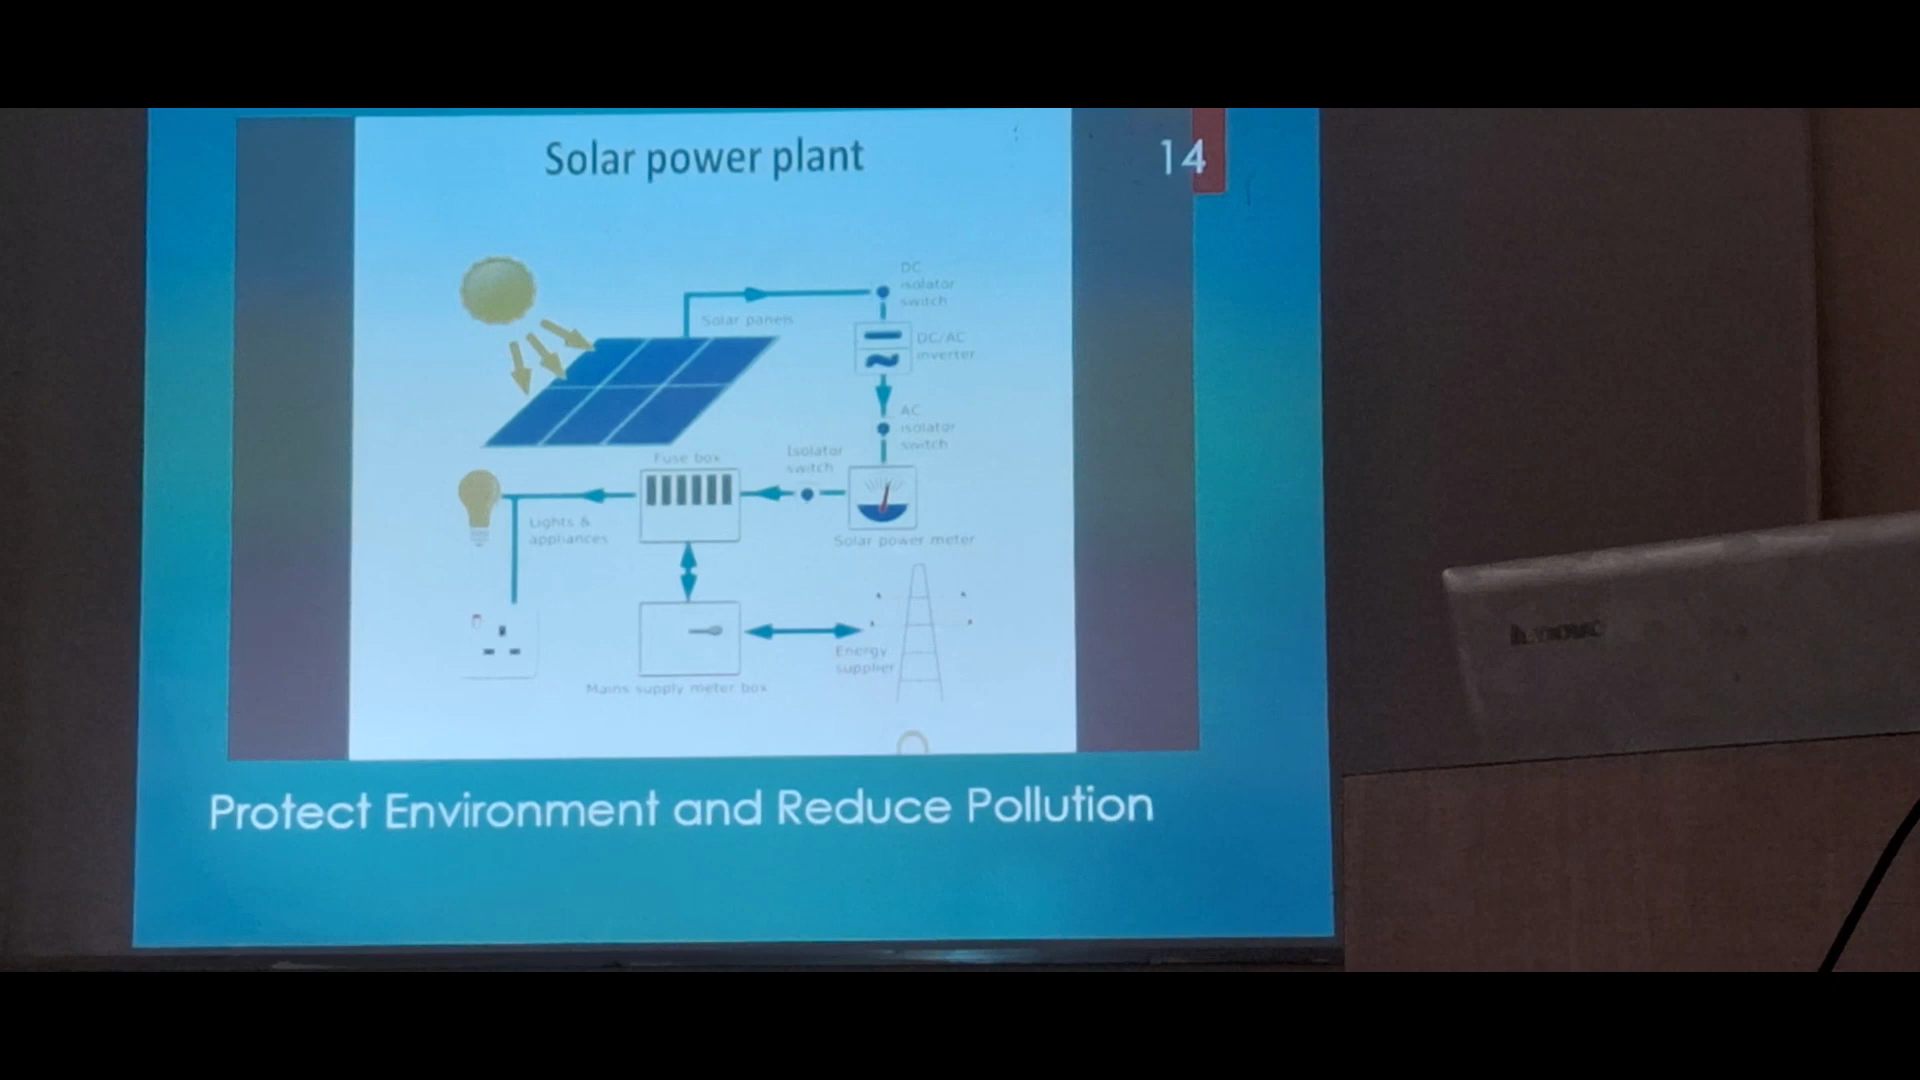 Solar power plant
14
DC
isolator
switch
Solar panels
DC/AC
inverter
AC
isolator
switch
Fuse box
Isolator
switch
Lights &
appliances
Solar power meter
Energy
supplier
Mains supply meter box
Protect Environment and Reduce Pollution
Lenovo